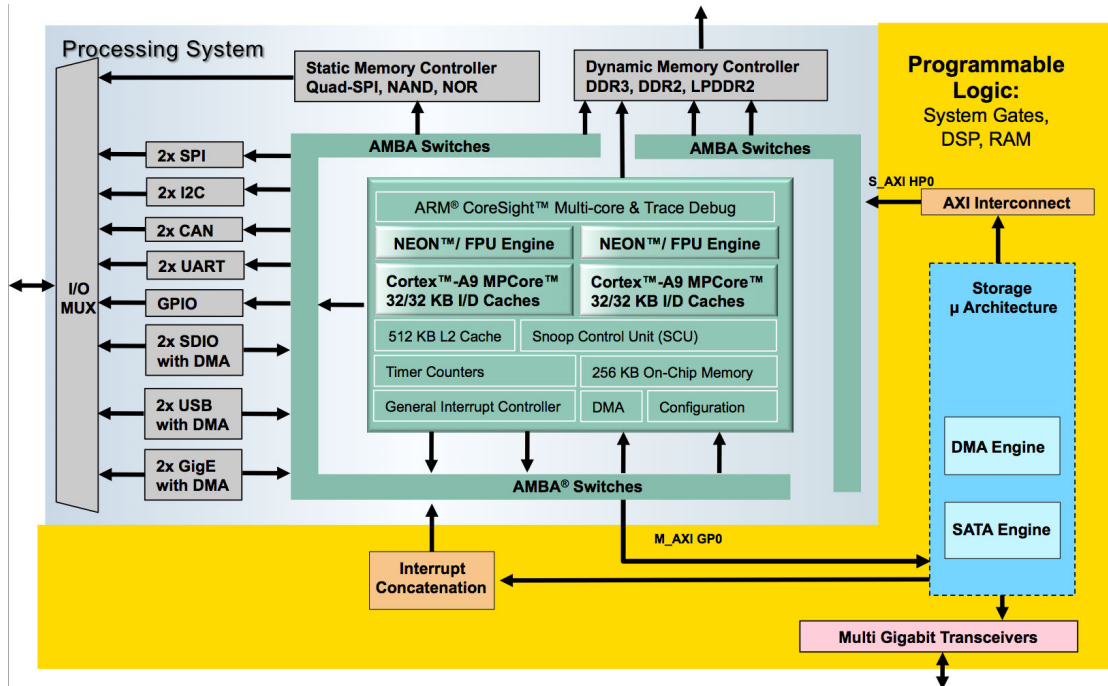 Processing System
Static Memory Controller
Quad-SPI, NAND, NOR
Dynamic Memory Controller
DDR3, DDR2, LPDDR2
Programmable
Logic:
System Gates,
DSP, RAM
AMBA Switches
AMBA Switches
2x SPI
2x I2C
2x CAN
2x UART
GPIO
2x SDIO
with DMA
2x USB
with DMA
2x GigE
with DMA
I/O
MUX
ARM® CoreSight™ Multi-core & Trace Debug
NEON™/ FPU Engine
NEON™/ FPU Engine
Cortex™-A9 MPCore™
32/32 KB I/D Caches
Cortex™-A9 MPCore™
32/32 KB I/D Caches
512 KB L2 Cache
Snoop Control Unit (SCU)
Timer Counters
256 KB On-Chip Memory
General Interrupt Controller
DMA
Configuration
AMBA® Switches
S_AXI HP0
AXI Interconnect
Storage
µ Architecture
DMA Engine
SATA Engine
M_AXI GP0
Interrupt
Concatenation
Multi Gigabit Transceivers